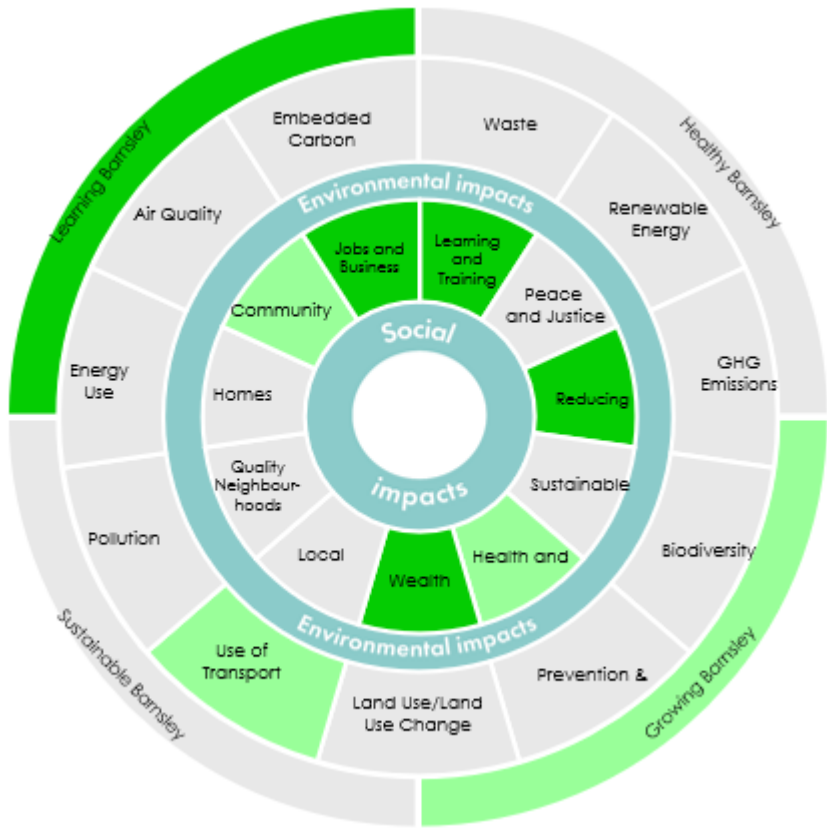 Learning Barnsley
Healthy Barnsley
Growing Barnsley
Sustainable Barnsley
Embedded
Carbon
Waste
Renewable
Energy
GHG
Emissions
Biodiversity
Prevention &
Land Use/Land
Use Change
Use of
Transport
Pollution
Energy
Use
Air Quality
Environmental impacts
Environmental impacts
Jobs and
Business
Learning
and
Training
Peace
and Justice
Reducing
Sustainable
Health and
Wealth
Local
Quality
Neighbour-
hoods
Homes
Community
Social
impacts